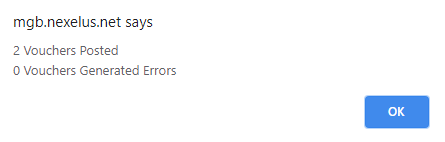 mgb.nexelus.net says
2 Vouchers Posted
0 Vouchers Generated Errors
OK